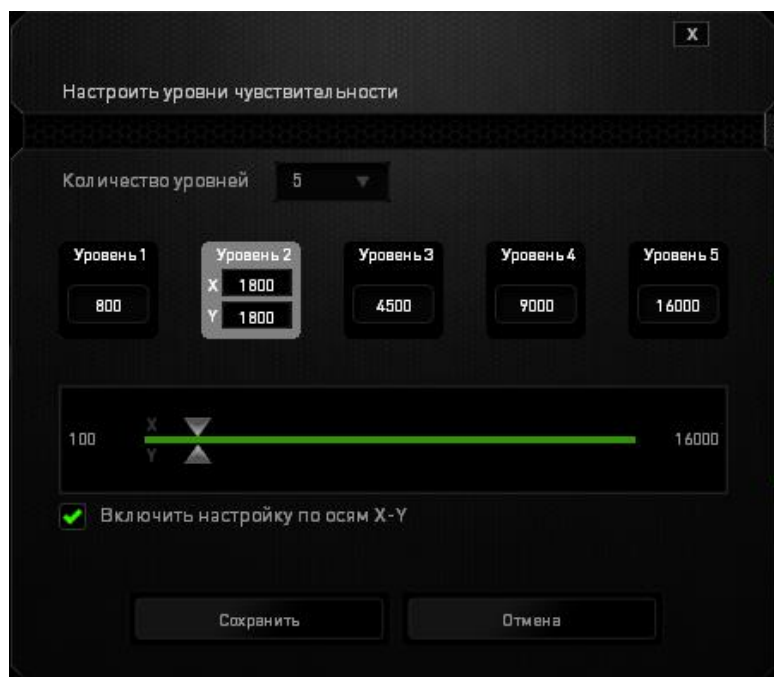 X
Настроить уровни чувствительности
Количество уровней 5
Уровень 1 Уровень 2 Уровень 3 Уровень 4 Уровень 5
X 1800
800 4500 9000 16000
Y 1800
X
100 16000
Y
Включить настройку по осям X-Y
Сохранить Отмена